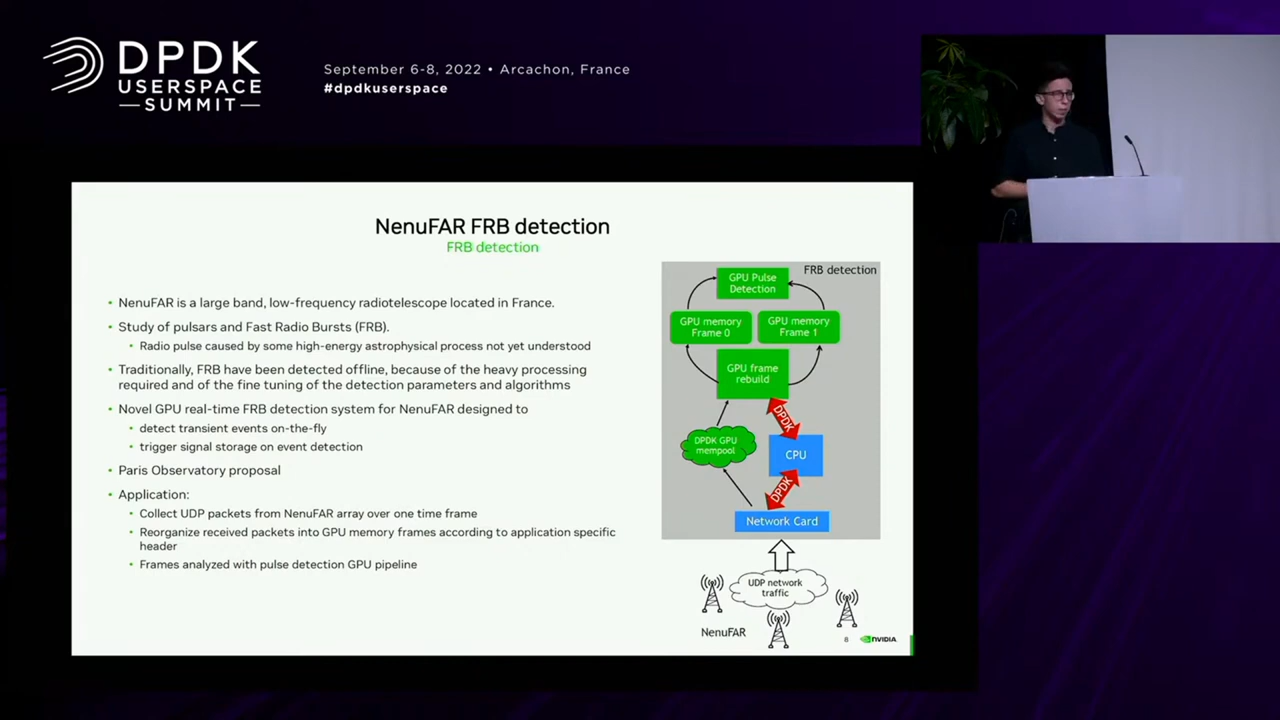 DPDK
USERSPACE
SUMMIT
September 6-8, 2022 • Arcachon, France
#dpdkuserspace
NenuFAR FRB detection
FRB detection
• NenuFAR is a large band, low-frequency radiotelescope located in France.
• Study of pulsars and Fast Radio Bursts (FRB).
• Radio pulse caused by some high-energy astrophysical process not yet understood
• Traditionally, FRB have been detected offline, because of the heavy processing
required and of the fine tuning of the detection parameters and algorithms
• Novel GPU real-time FRB detection system for NenuFAR designed to
• detect transient events on-the-fly
• trigger signal storage on event detection
• Paris Observatory proposal
• Application:
• Collect UDP packets from NenuFAR array over one time frame
• Reorganize received packets into GPU memory frames according to application specific
header
• Frames analyzed with pulse detection GPU pipeline
FRB detection
GPU Pulse
Detection
GPU memory
Frame 0
GPU memory
Frame 1
GPU frame
rebuild
DPDK
DPDK GPU
mempool
CPU
DPDK
Network Card
UDP network
traffic
NenuFAR
8
NVIDIA